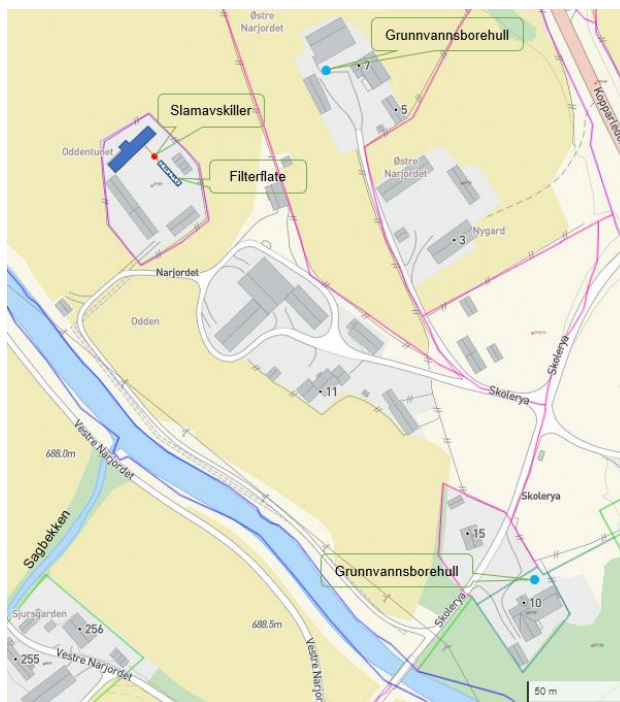 Østre
Narjordet
Grunnvannsborehull
7
Kopparleden
5
Slamavskiller
Oddentunet
Filterflate
Østre
Narjordet
Nygard
3
Narjordet
Odden
11
Skolerya
Skolerya
688.0m
Vestre Narjordet
Sagbekken
Skolerya
15
Grunnvannsborehull
10
Sjursgarden
256
255
Vestre Narjordet
688.5m
Skolerya
Vestre
Narjordet
50 m